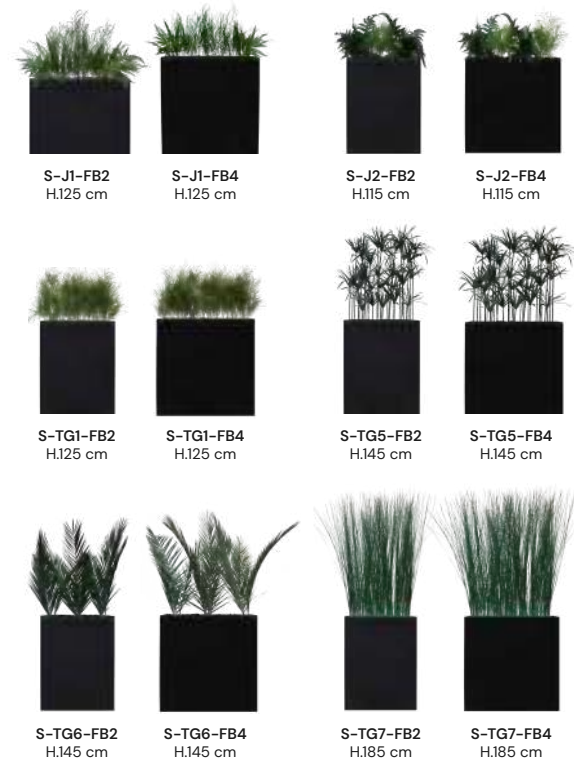 S-J1-FB2
H.125 cm
S-J1-FB4
H.125 cm
S-J2-FB2
H.115 cm
S-J2-FB4
H.115 cm
S-TG1-FB2
H.125 cm
S-TG1-FB4
H.125 cm
S-TG5-FB2
H.145 cm
S-TG5-FB4
H.145 cm
S-TG6-FB2
H.145 cm
S-TG6-FB4
H.145 cm
S-TG7-FB2
H.185 cm
S-TG7-FB4
H.185 cm